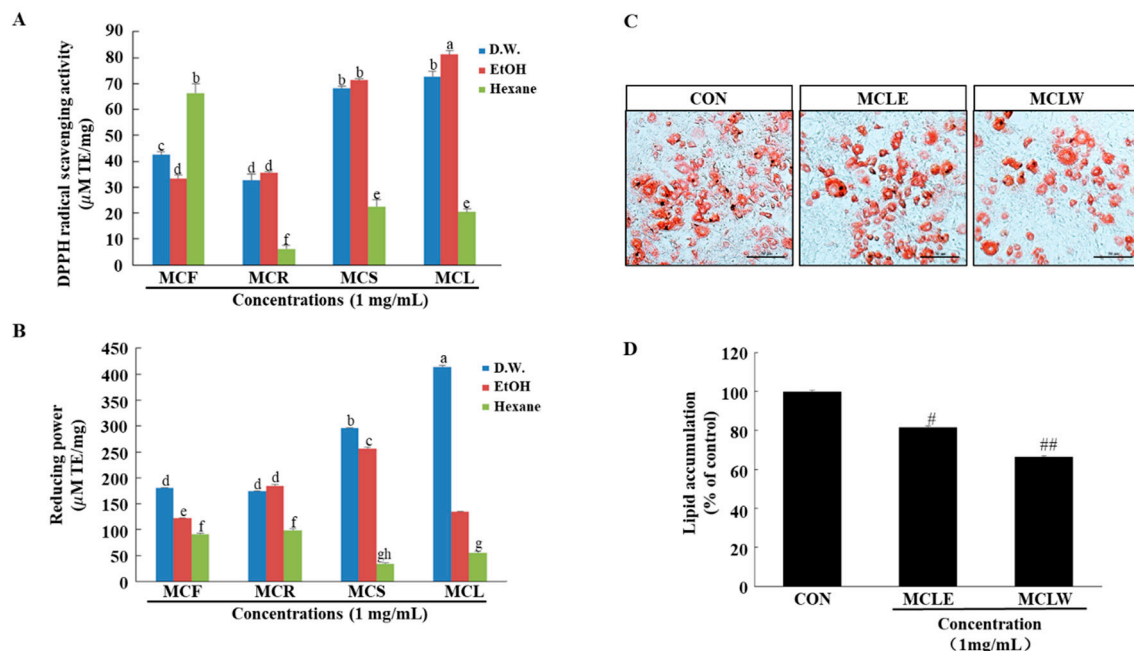 A
DPPH radical scavenging activity
(μM TE/mg)
90
80
70
60
50
40
30
20
10
0
c
d
b
d
d
f
b
b
e
b
a
e
D.W.
EtOH
Hexane
MCF
MCR
MCS
MCL
Concentrations (1 mg/mL)
B
Reducing power
(μM TE/mg)
450
400
350
300
250
200
150
100
50
0
d
e
f
d
d
f
b
c
gh
a
g
D.W.
EtOH
Hexane
MCF
MCR
MCS
MCL
Concentrations (1 mg/mL)
C
CON
MCLE
MCLW
D
Lipid accumulation
(% of control)
120
100
80
60
40
20
0
#
##
CON
MCLE
MCLW
Concentration
(1mg/mL)